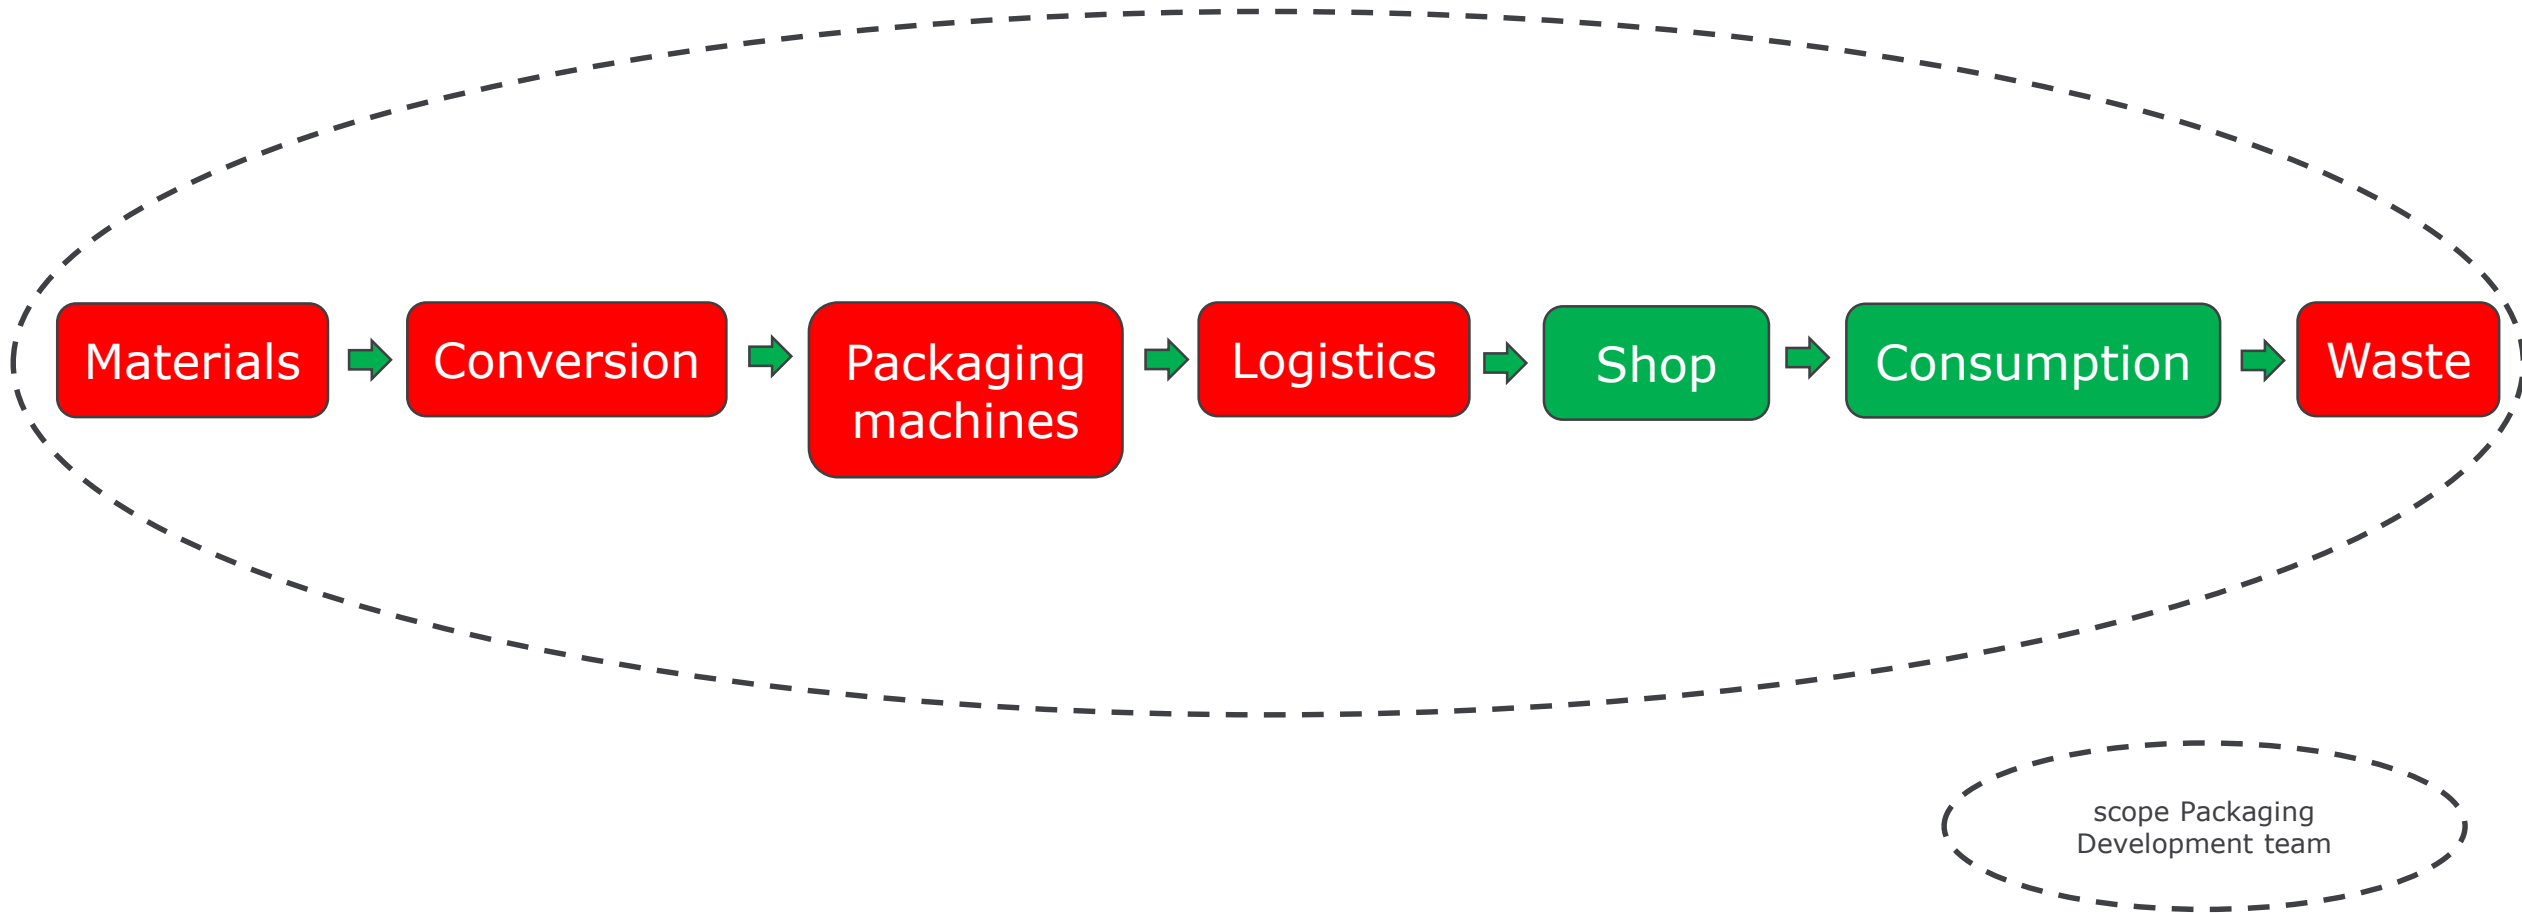 Materials
Conversion
Packaging
machines
Logistics
Shop
Consumption
Waste
scope Packaging
Development team